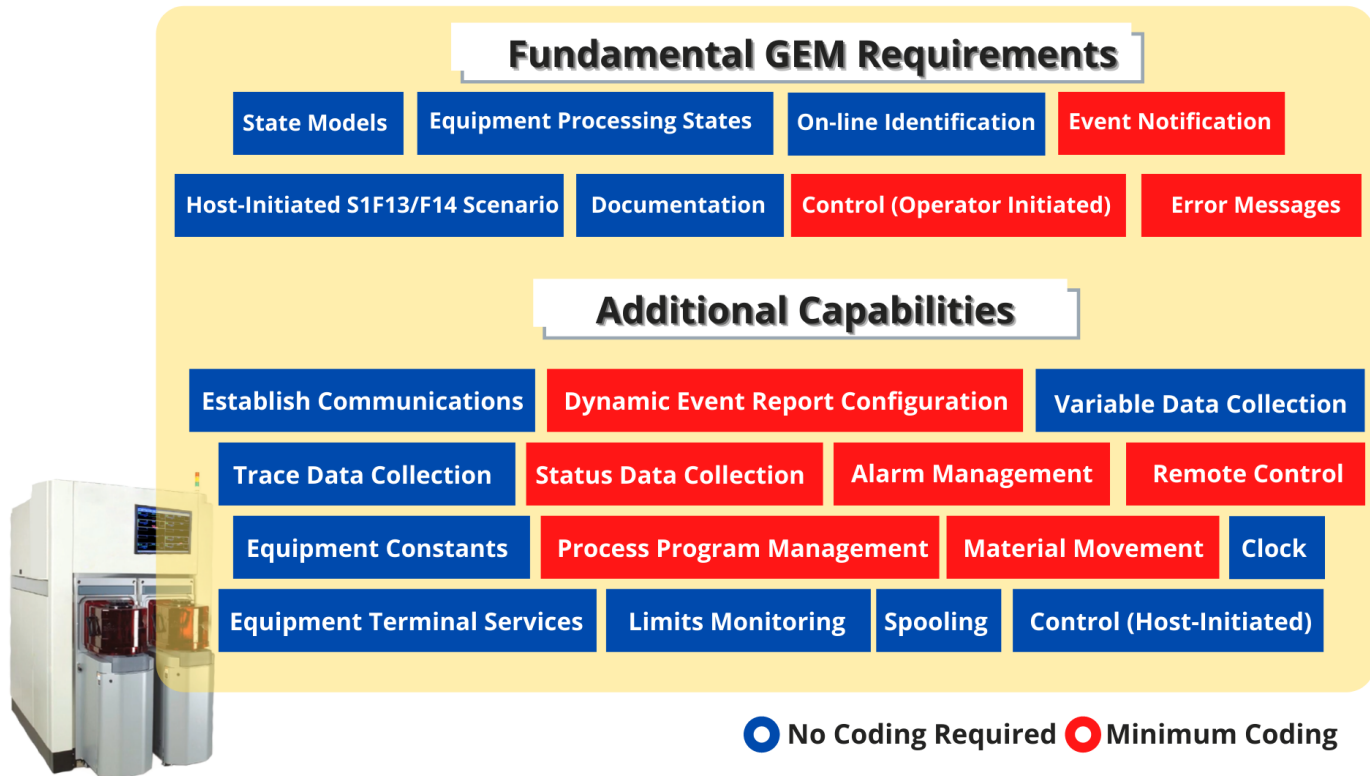 Fundamental GEM Requirements
State Models
Equipment Processing States
On-line Identification
Event Notification
Host-Initiated S1F13/F14 Scenario
Documentation
Control (Operator Initiated)
Error Messages
Additional Capabilities
Establish Communications
Dynamic Event Report Configuration
Variable Data Collection
Trace Data Collection
Status Data Collection
Alarm Management
Remote Control
Equipment Constants
Process Program Management
Material Movement
Clock
Equipment Terminal Services
Limits Monitoring
Spooling
Control (Host-Initiated)
No Coding Required
Minimum Coding